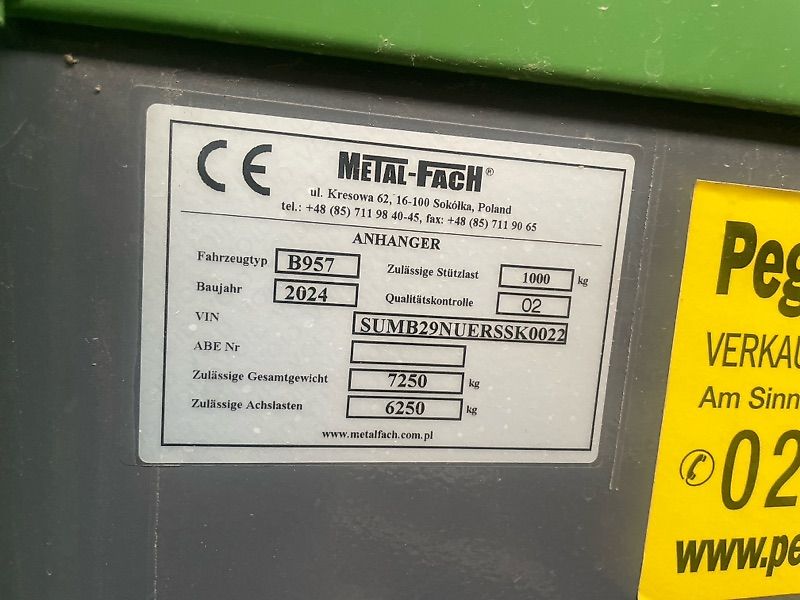 CE METAL-FACH®
ul. Kresowa 62, 16-100 Sokółka, Poland
tel.: +48 (85) 711 98 40-45, fax: +48 (85) 711 90 65
ANHANGER
Fahrzeugtyp B957 Zulässige Stützlast 1000 kg
Baujahr 2024 Qualitätskontrolle 02
VIN SUMB29NUERSSK0022
ABE Nr
Zulässige Gesamtgewicht 7250 kg
Zulässige Achslasten 6250 kg
www.metalfach.com.pl
Peg
VERKAU
Am Sinn
02
www.pe